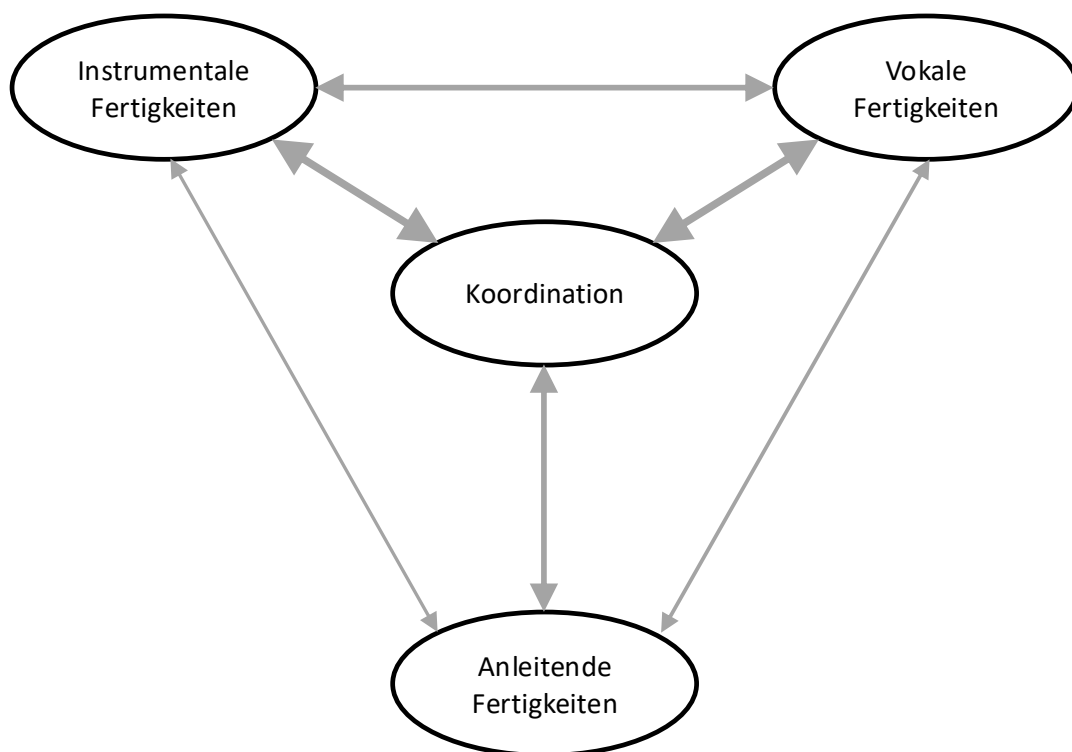 Instrumentale
Fertigkeiten
Vokale
Fertigkeiten
Koordination
Anleitende
Fertigkeiten